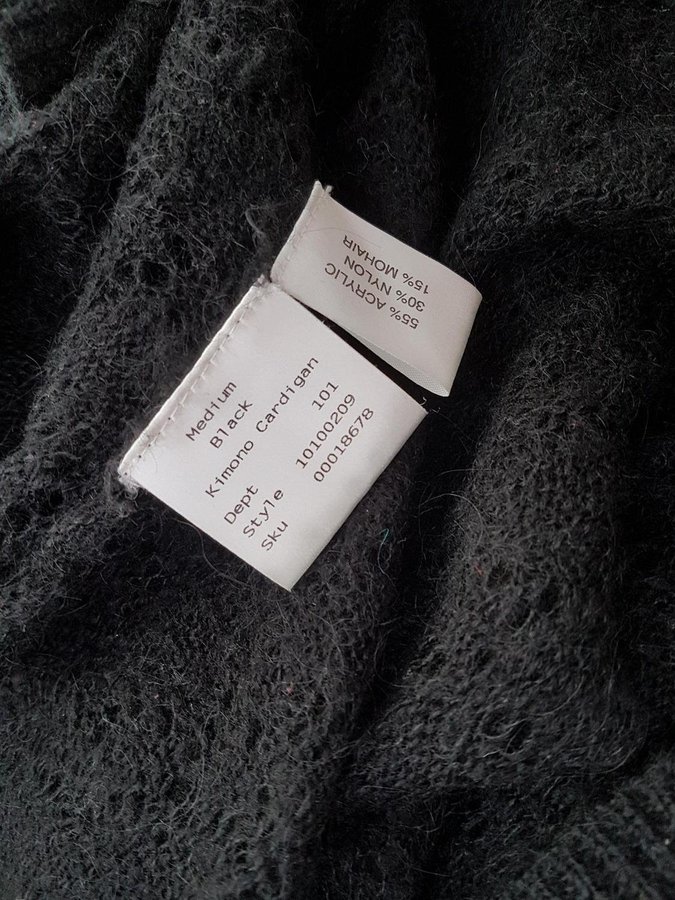 55% ACRYLIC
30% NYLON
15% MOHAIR
Medium
Black
Kimono Cardigan
Dept 101
Style 10100209
Sku 00018678